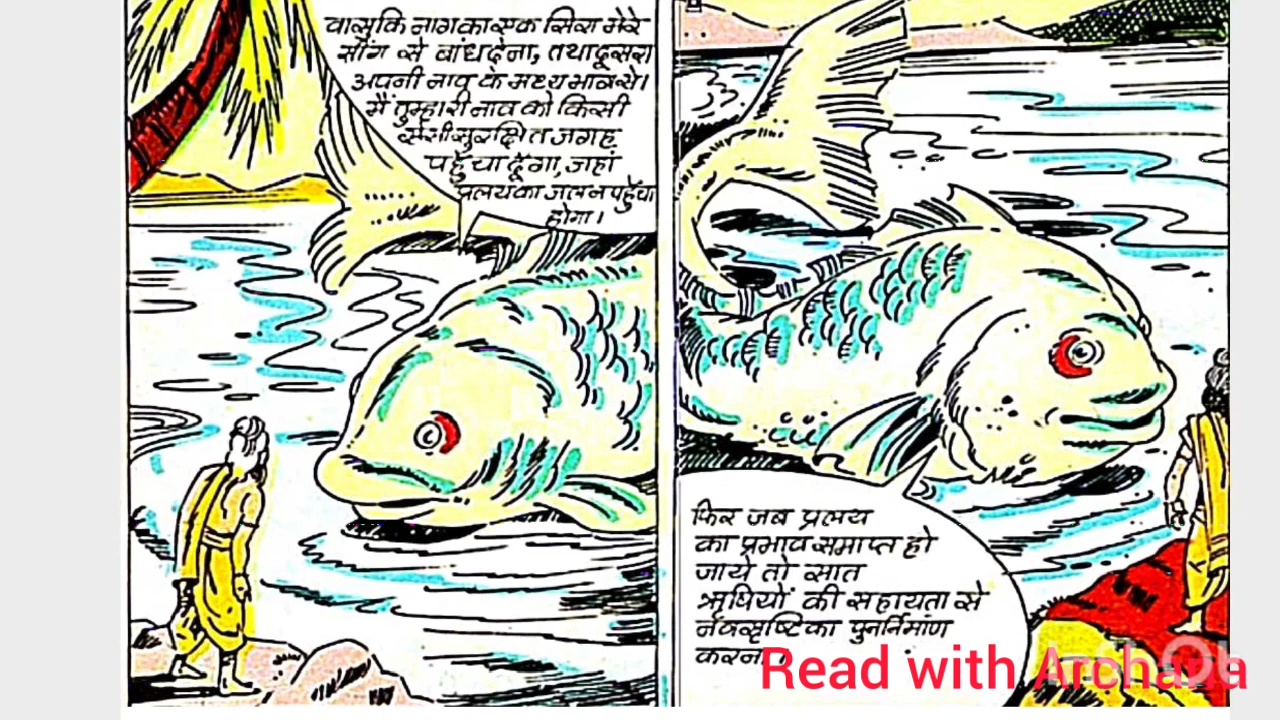 वासुकि नाग का एक सिरा मेरे
सींग से बांध देना, तथा दूसरा
अपनी नाव के मध्य भाग से।
मैं तुम्हारी नाव को किसी
ऐसी सुरक्षित जगह
पहुँचा दूँगा, जहां
प्रलय का जल न पहुँचा
होगा।
फिर जब प्रलय
का प्रभाव समाप्त हो
जाये तो सात
ऋषियों की सहायता से
नवसृष्टि का पुनर्निमांण
Read with Archana